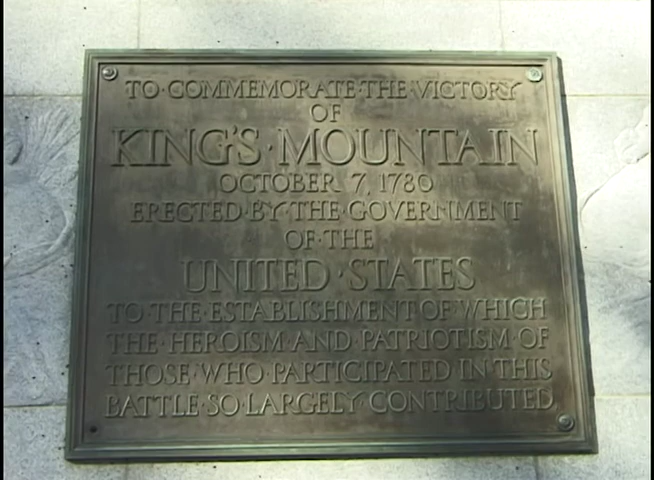 TO·COMMEMORATE·THE·VICTORY
OF
KING'S·MOUNTAIN
OCTOBER 7, 1780
ERECTED·BY·THE·GOVERNMENT
OF·THE
UNITED·STATES
TO·THE·ESTABLISHMENT·OF·WHICH
THE·HEROISM·AND·PATRIOTISM·OF
THOSE·WHO·PARTICIPATED·IN·THIS
BATTLE·SO·LARGELY·CONTRIBUTED